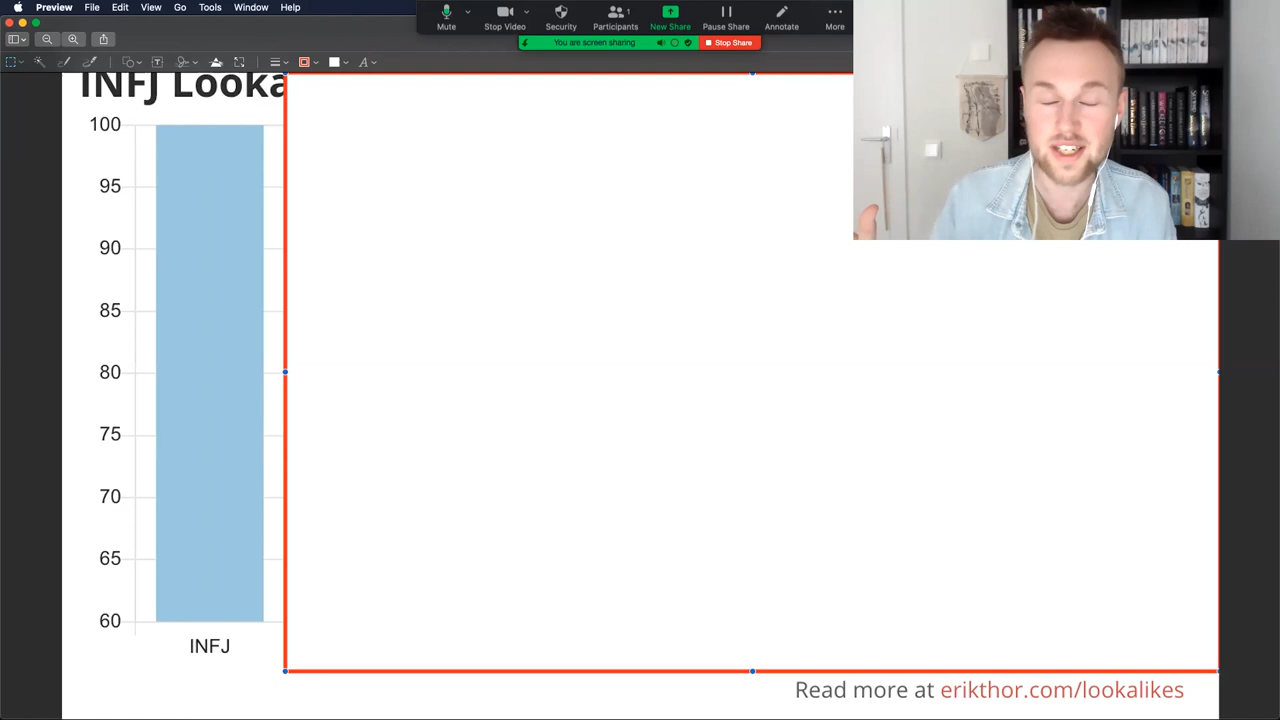 Preview File Edit View Go Tools Window Help
Mute Stop Video Security Participants 1 New Share Pause Share Annotate More
You are screen sharing Stop Share
INFJ Looka
100
95
90
85
80
75
70
65
60
INFJ
Read more at erikthor.com/lookalikes